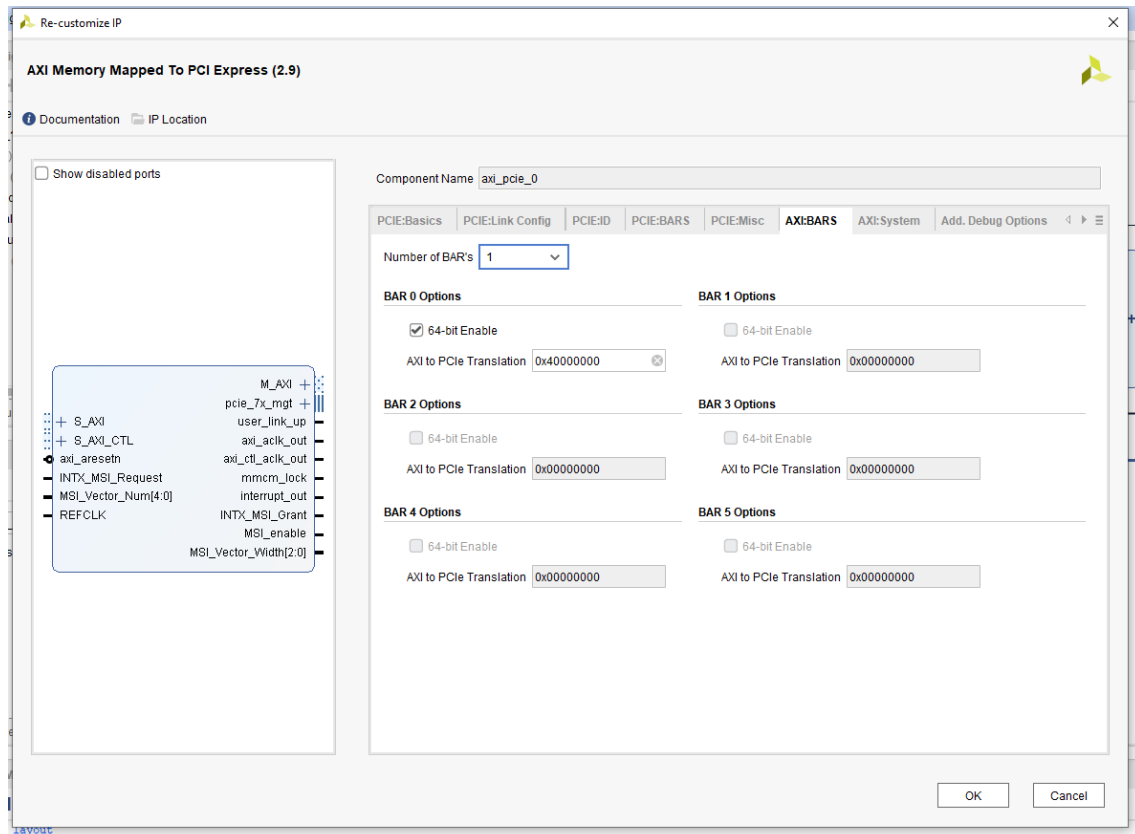 Re-customize IP
AXI Memory Mapped To PCI Express (2.9)
Documentation IP Location
Show disabled ports
M_AXI
pcie_7x_mgt
S_AXI user_link_up
S_AXI_CTL axi_aclk_out
axi_aresetn axi_ctl_aclk_out
INTX_MSI_Request mmcm_lock
MSI_Vector_Num[4:0] interrupt_out
REFCLK INTX_MSI_Grant
MSI_enable
MSI_Vector_Width[2:0]
Component Name axi_pcie_0
PCIE:Basics PCIE:Link Config PCIE:ID PCIE:BARS PCIE:Misc AXI:BARS AXI:System Add. Debug Options
Number of BAR's 1
BAR 0 Options BAR 1 Options
64-bit Enable 64-bit Enable
AXI to PCIe Translation 0x40000000 AXI to PCIe Translation 0x00000000
BAR 2 Options BAR 3 Options
64-bit Enable 64-bit Enable
AXI to PCIe Translation 0x00000000 AXI to PCIe Translation 0x00000000
BAR 4 Options BAR 5 Options
64-bit Enable 64-bit Enable
AXI to PCIe Translation 0x00000000 AXI to PCIe Translation 0x00000000
OK Cancel
layout